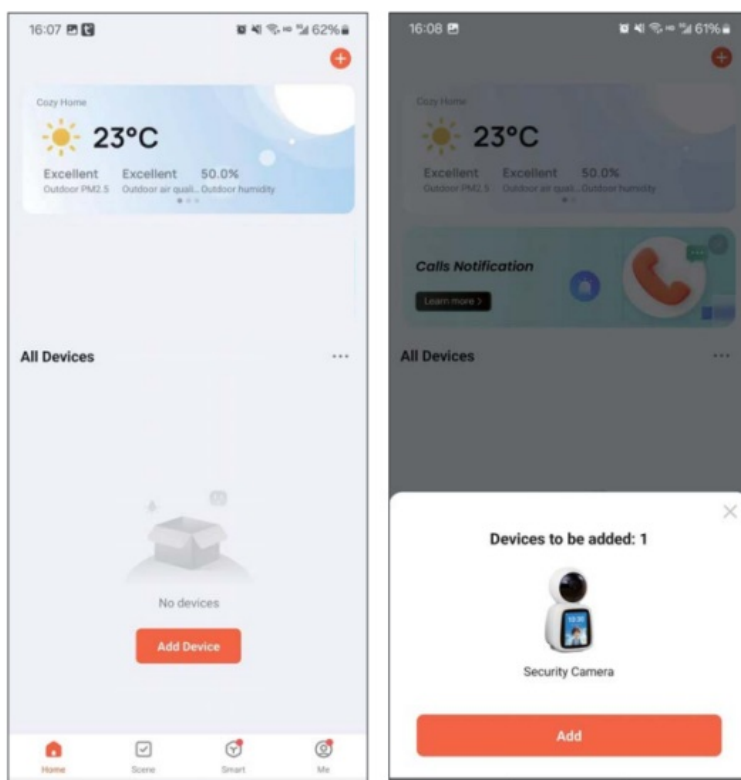 16:07
62%
Cozy Home
23°C
Excellent Excellent 50.0%
Outdoor PM2.5 Outdoor air quali... Outdoor humidity
All Devices
No devices
Add Device
Home Scene Smart Me
16:08
61%
Cozy Home
23°C
Excellent Excellent 50.0%
Outdoor PM2.5 Outdoor air quali... Outdoor humidity
Calls Notification
Learn more >
All Devices
Devices to be added: 1
12:30
Security Camera
Add